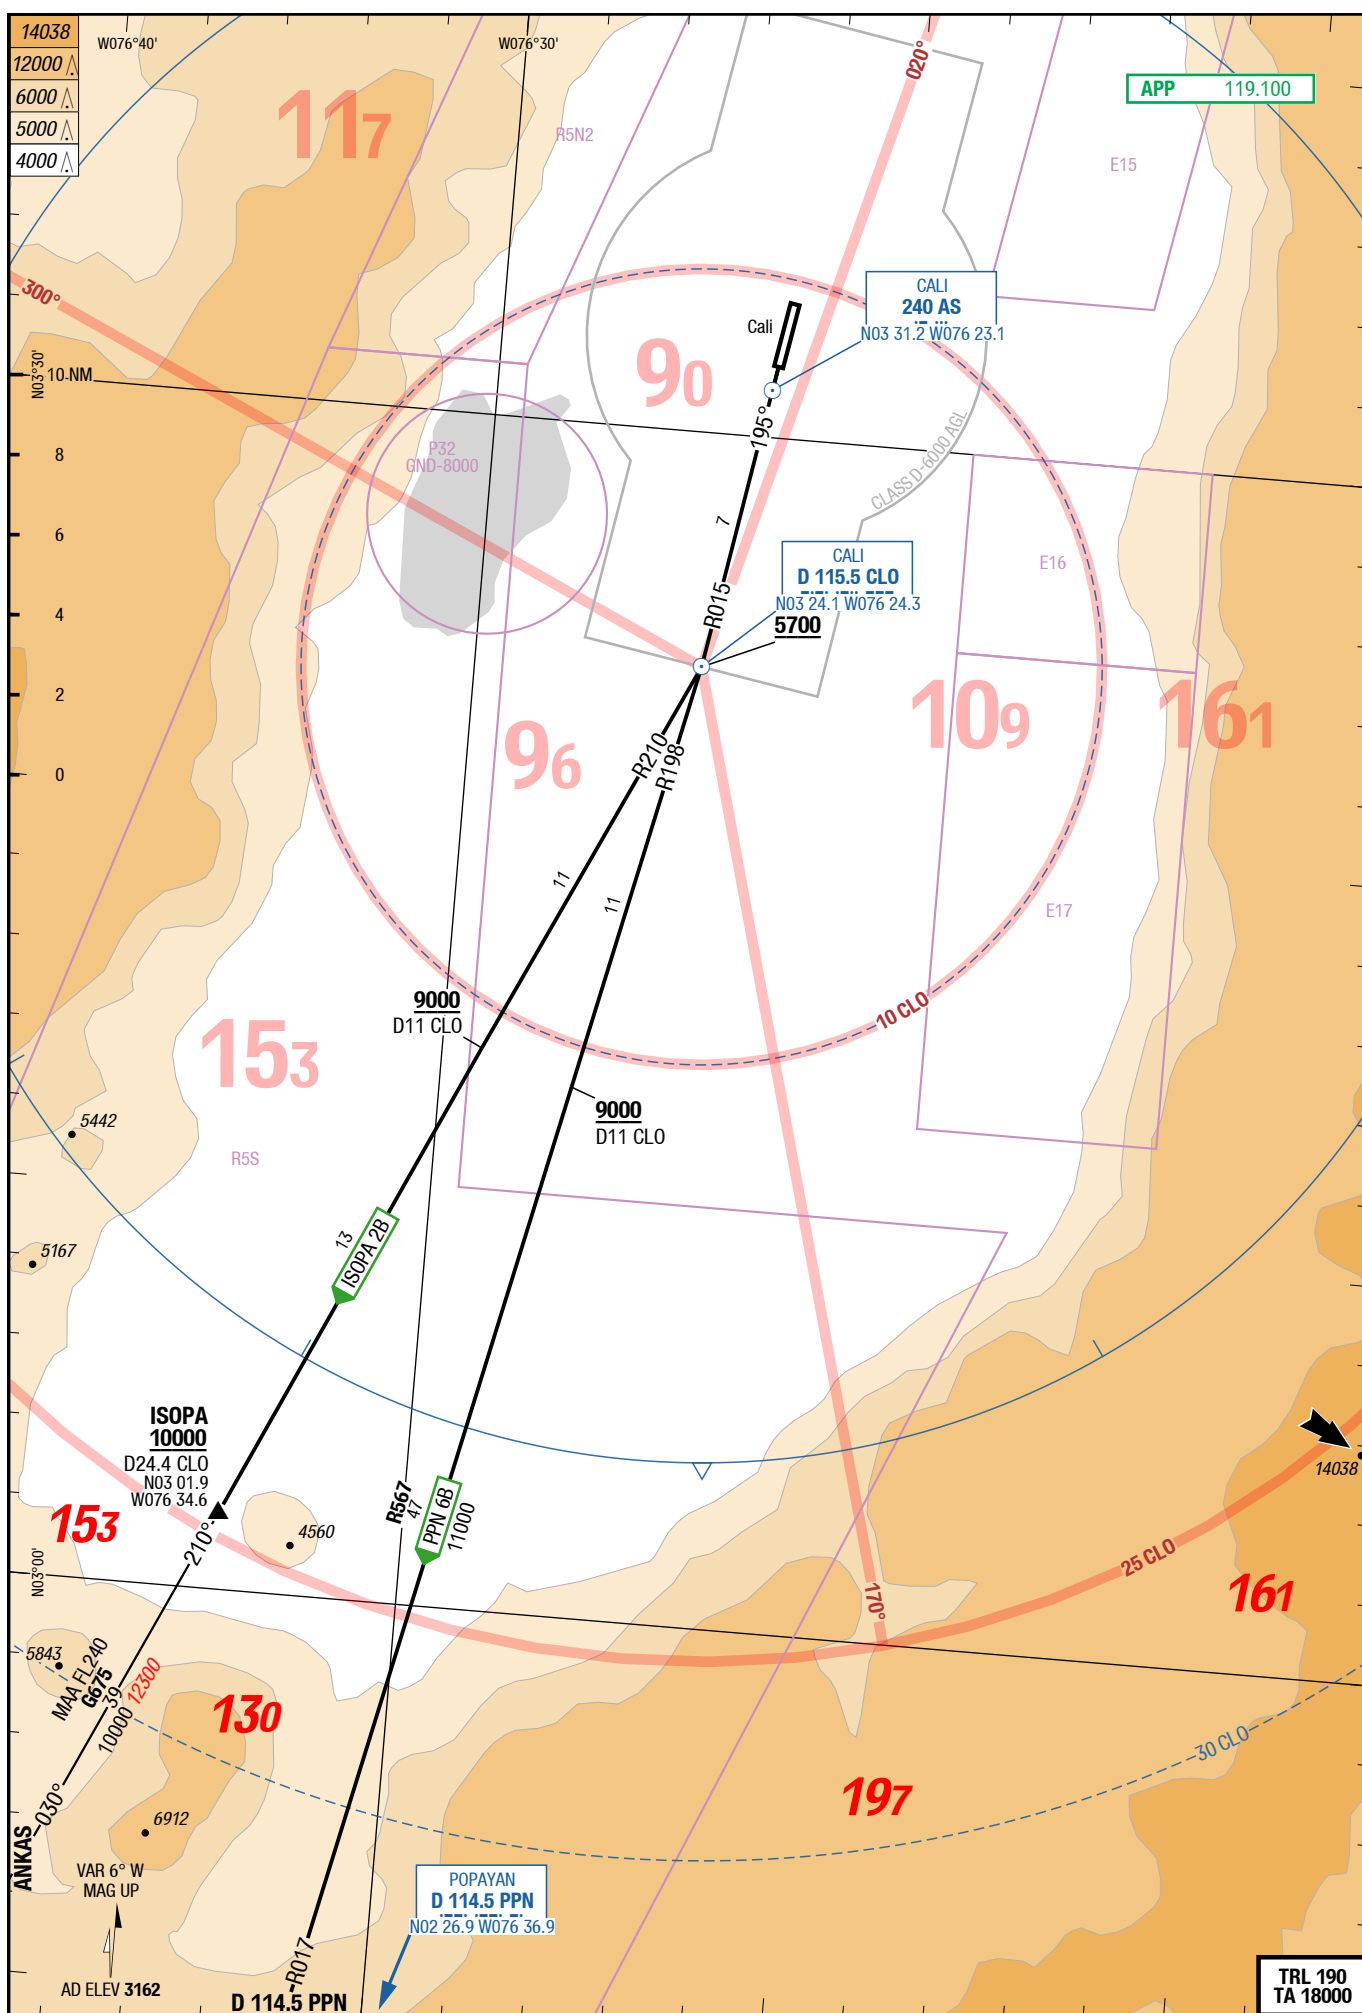 14038
12000
6000
5000
4000
W076°40'
W076°30'
020°
APP 119.100
117
R5N2
E15
300°
CALI
240 AS
N03 31.2 W076 23.1
Cali
90
N03°30'
10 NM
8
6
4
2
0
P32
GND-8000
195°
CLASS D-6000 AGL
7
E16
CALI
D 115.5 CLO
N03 24.1 W076 24.3
5700
R015
96
109
161
R210
R198
11
11
E17
9000
D11 CLO
10 CLO
153
9000
D11 CLO
5442
R5S
5167
13
ISOPA 2B
ISOPA
10000
D24.4 CLO
N03 01.9
W076 34.6
14038
R567
47
PPN 6B
11000
153
4560
210°
25 CLO
N03°00'
170°
161
5843
MAA FL240
G675
39
10000
12300
130
30 CLO
197
030°
6912
ANKAS
VAR 6° W
MAG UP
POPAYAN
D 114.5 PPN
N02 26.9 W076 36.9
R017
AD ELEV 3162
D 114.5 PPN
TRL 190
TA 18000